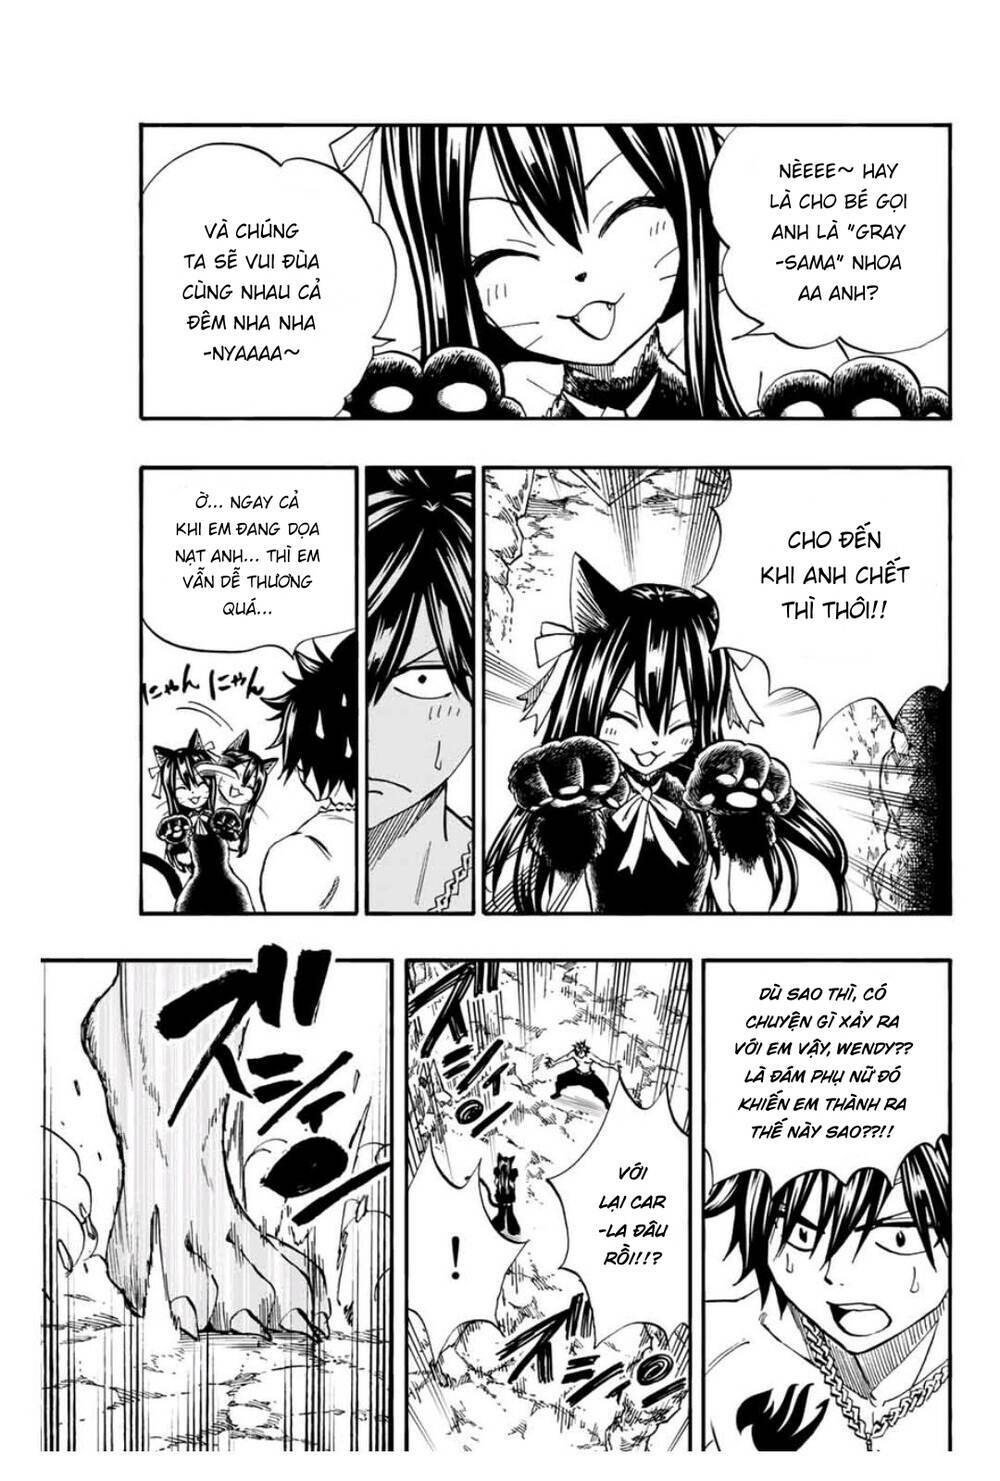 NÈEEE~ HAY
LÀ CHO BÉ GỌI
ANH LÀ "GRAY
-SAMA" NHOA
AA ANH?
VÀ CHÚNG
TA SẼ VUI ĐÙA
CÙNG NHAU CẢ
ĐÊM NHA NHA
-NYAAAA~
CHO ĐẾN
KHI ANH CHẾT
THÌ THÔI!!
Ờ... NGAY CẢ
KHI EM ĐANG DỌA
NẠT ANH... THÌ EM
VẪN DỄ THƯƠNG
QUÁ...
にゃんにゃん
DÙ SAO THÌ, CÓ
CHUYỆN GÌ XẢY RA
VỚI EM VẬY, WENDY??
LÀ ĐÁM PHỤ NỮ ĐÓ
KHIẾN EM THÀNH RA
THẾ NÀY SAO??!!
VỚI
LẠI CAR
-LA ĐÂU
RỒI!!?
!
ズシィン